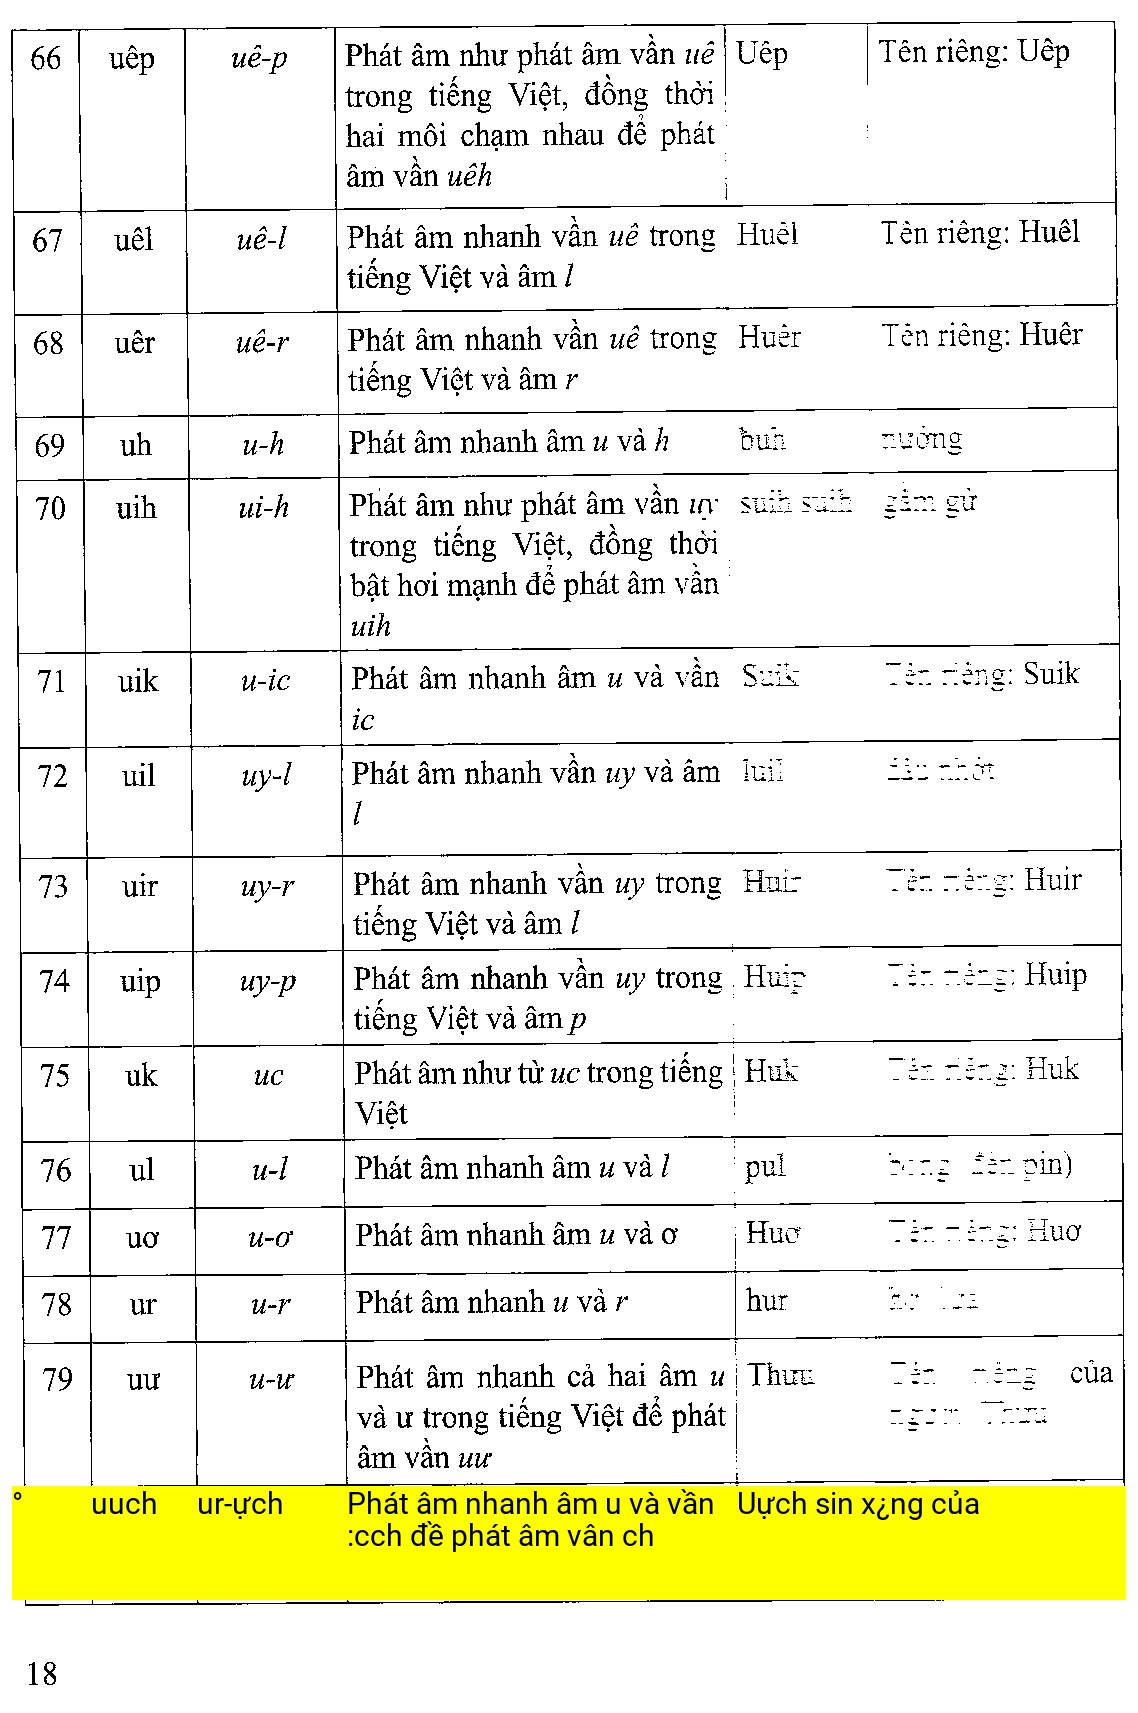 66 uêp uê-p Phát âm như phát âm vần uê Uêp Tên riêng: Uêp
trong tiếng Việt, đồng thời
hai môi chạm nhau để phát
âm vần uêh
67 uêl uê-l Phát âm nhanh vần uê trong Huêl Tên riêng: Huêl
tiếng Việt và âm l
68 uêr uê-r Phát âm nhanh vần uê trong Huêr Tên riêng: Huêr
tiếng Việt và âm r
69 uh u-h Phát âm nhanh âm u và h buh nướng
70 uih ui-h Phát âm như phát âm vần uy suih suih gầm gừ
trong tiếng Việt, đồng thời
bật hơi mạnh để phát âm vần
uih
71 uik u-ic Phát âm nhanh âm u và vần Suik Tên riêng: Suik
ic
72 uil uy-l Phát âm nhanh vần uy và âm luil
l
73 uir uy-r Phát âm nhanh vần uy trong Huir Tên riêng: Huir
tiếng Việt và âm l
74 uip uy-p Phát âm nhanh vần uy trong Huip Tên riêng: Huip
tiếng Việt và âm p
75 uk uc Phát âm như từ uc trong tiếng Huk Tên riêng: Huk
Việt
76 ul u-l Phát âm nhanh âm u và l pul đèn pin)
77 uơ u-ơ Phát âm nhanh âm u và ơ Huơ Tên riêng: Huơ
78 ur u-r Phát âm nhanh u và r hur
79 uư u-ư Phát âm nhanh cả hai âm u Thưu Tên riêng của
và ư trong tiếng Việt để phát
âm vần uư
° uuch ur-ựch Phát âm nhanh âm u và vần Uựch sin x¿ng của
:cch đề phát âm vân ch
18